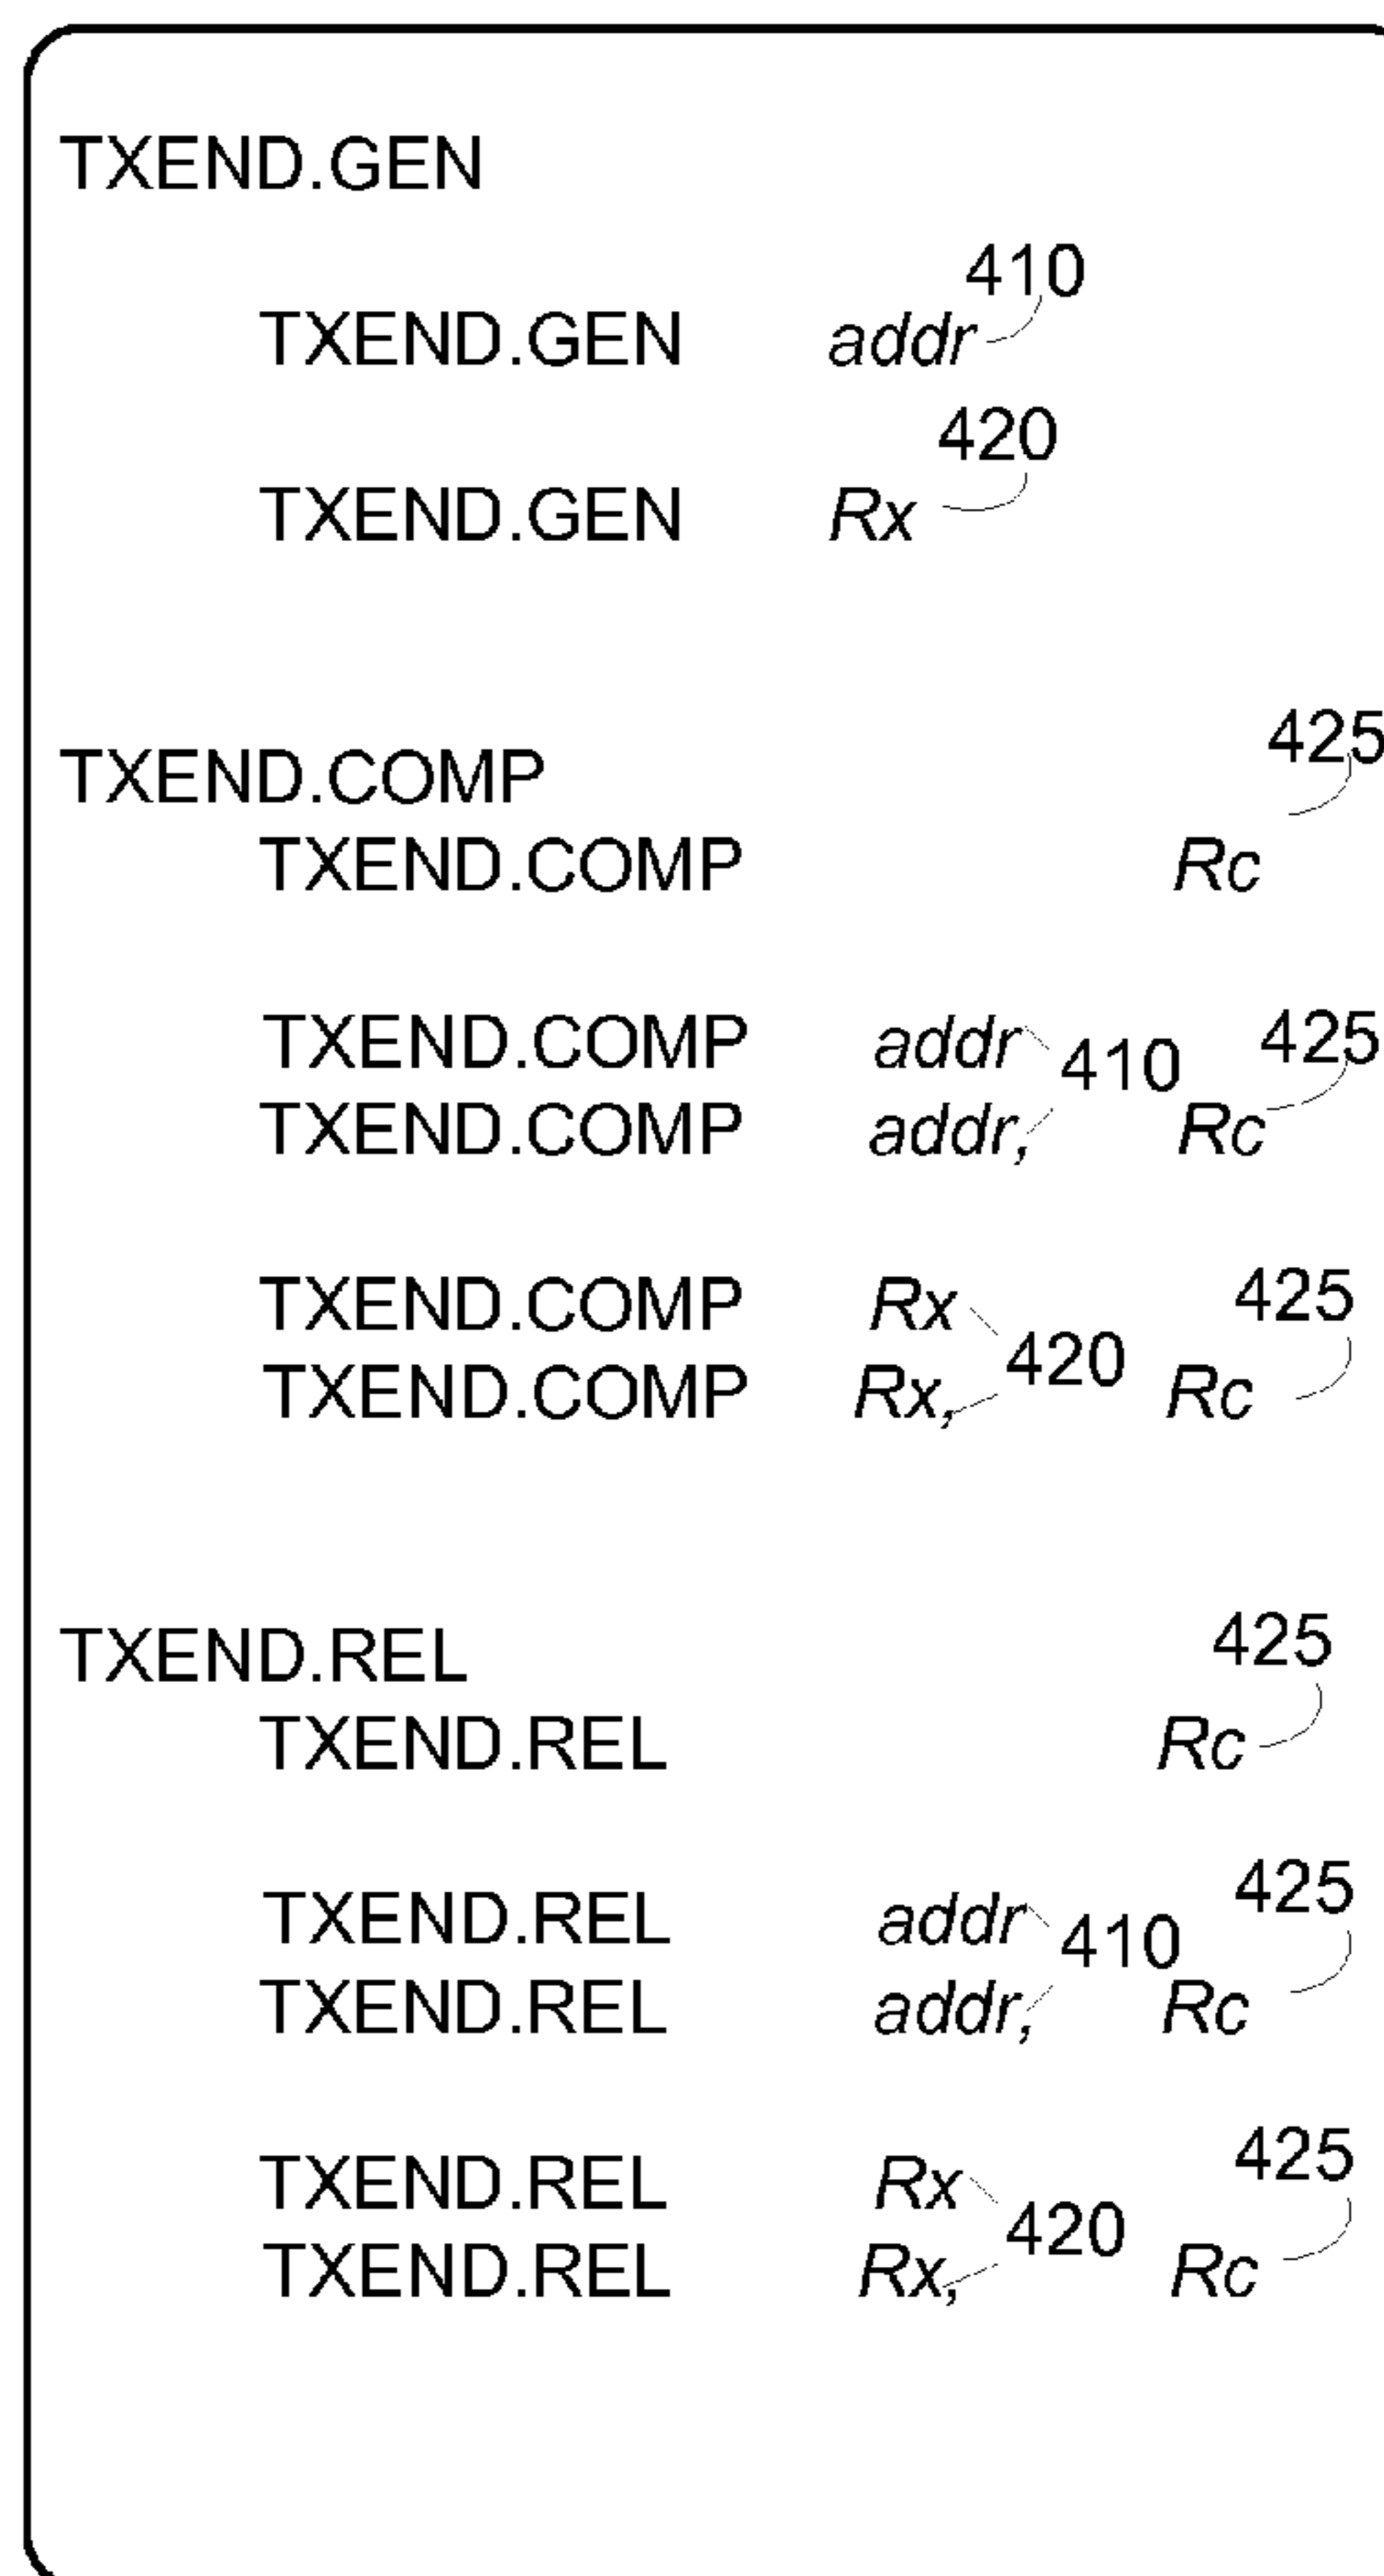 TXEND.GEN
410
TXEND.GEN addr
420
TXEND.GEN Rx
425
TXEND.COMP
TXEND.COMP Rc
425
TXEND.COMP addr
410
TXEND.COMP addr, Rc
425
TXEND.COMP Rx
420
TXEND.COMP Rx, Rc
425
TXEND.REL
TXEND.REL Rc
425
TXEND.REL addr
410
TXEND.REL addr, Rc
425
TXEND.REL Rx
420
TXEND.REL Rx, Rc